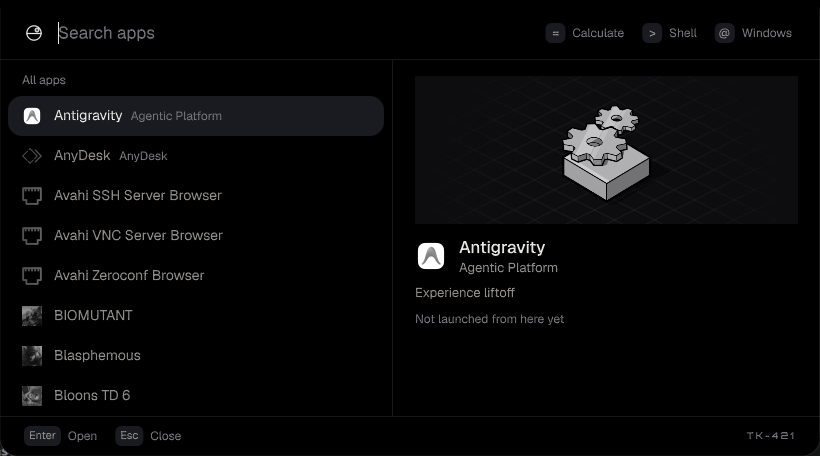 Search apps
= Calculate
> Shell
@ Windows
All apps
Antigravity Agentic Platform
AnyDesk AnyDesk
Avahi SSH Server Browser
Avahi VNC Server Browser
Avahi Zeroconf Browser
BIOMUTANT
Blasphemous
Bloons TD 6
Antigravity
Agentic Platform
Experience liftoff
Not launched from here yet
Enter Open
Esc Close
TK-421